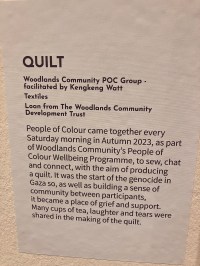 QUILT
Woodlands Community POC Group -
facilitated by Kengkeng Watt
Textiles
Loan from The Woodlands Community
Development Trust
People of Colour came together every
Saturday morning in Autumn 2023, as part
of Woodlands Community's People of
Colour Wellbeing Programme, to sew, chat
and connect, with the aim of producing
a quilt. It was the start of the genocide in
Gaza so, as well as building a sense of
community between participants,
it became a place of grief and support.
Many cups of tea, laughter and tears were
shared in the making of the quilt.